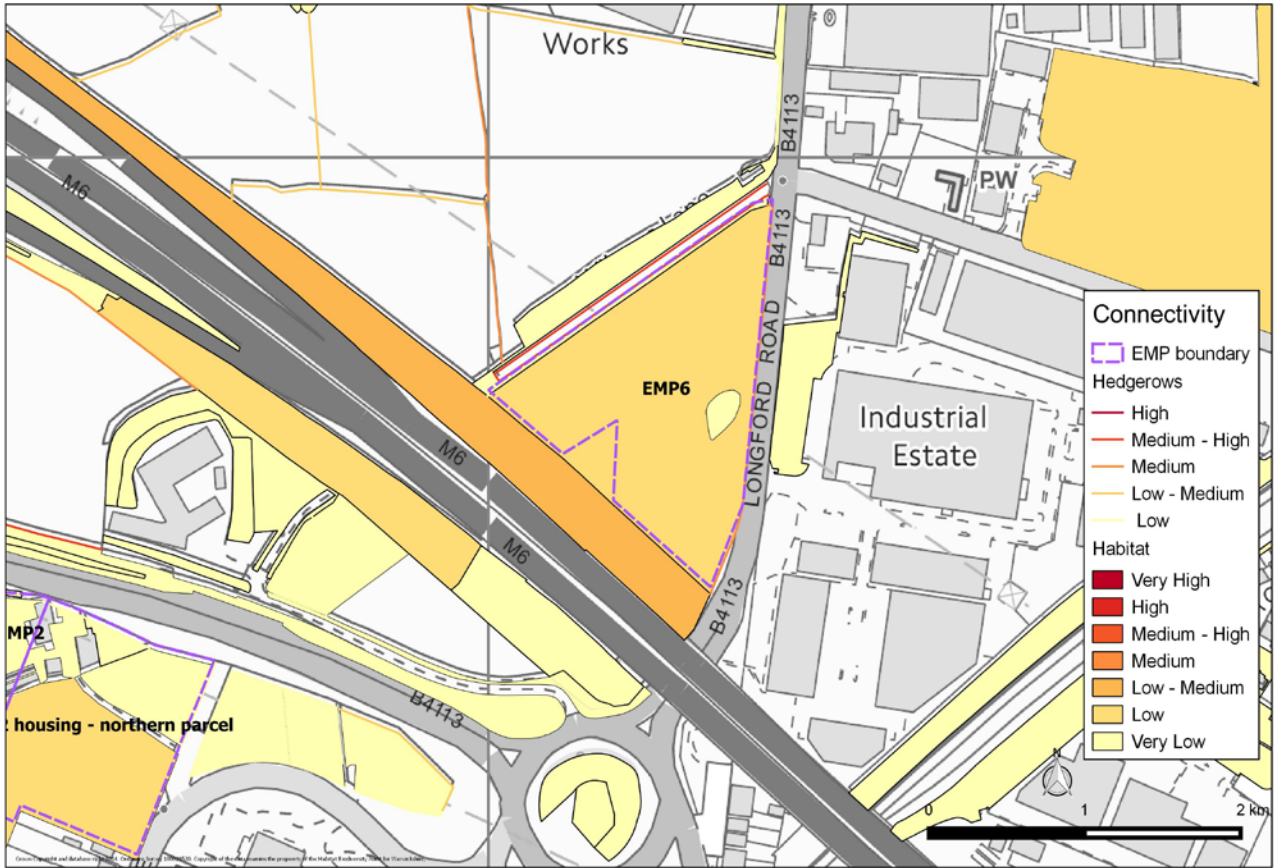 Works
B4113
M6
PW
B4113
EMP6
LONGFORD ROAD
Industrial
Estate
M6
M6
B4113
MP2
housing - northern parcel
B4113
Connectivity
EMP boundary
Hedgerows
High
Medium - High
Medium
Low - Medium
Low
Habitat
Very High
High
Medium - High
Medium
Low - Medium
Low
Very Low
N
0
1
2 km